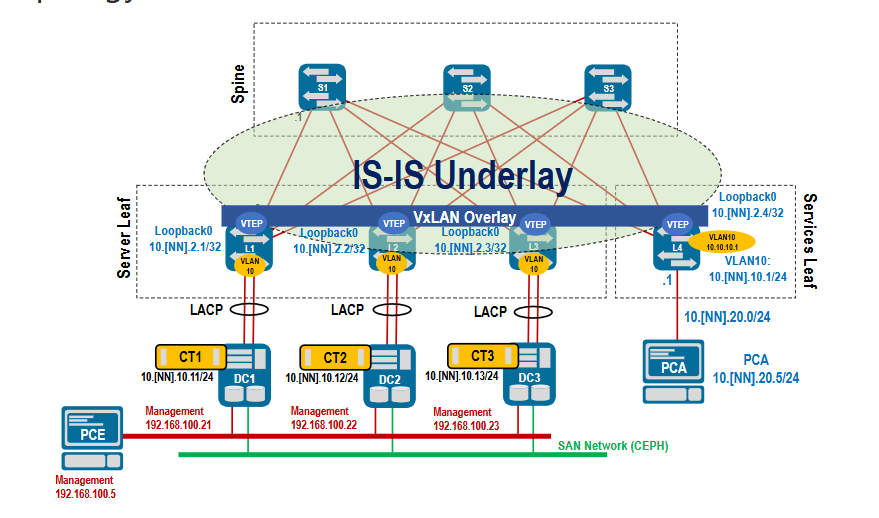 Spine
S1
S2
S3
.1
IS-IS Underlay
VxLAN Overlay
Server Leaf
Services Leaf
Loopback0
10.[NN].2.1/32
VTEP
L1
VLAN
10
Loopback0
10.[NN].2.2/32
VTEP
L2
VLAN
10
Loopback0
10.[NN].2.3/32
VTEP
L3
VLAN
10
Loopback0
10.[NN].2.4/32
VTEP
L4
VLAN10
10.10.10.1
VLAN10:
10.[NN].10.1/24
.1
LACP
LACP
LACP
10.[NN].20.0/24
CT1
10.[NN].10.11/24
DC1
CT2
10.[NN].10.12/24
DC2
CT3
10.[NN].10.13/24
DC3
PCA
PCA
10.[NN].20.5/24
Management
192.168.100.21
Management
192.168.100.22
Management
192.168.100.23
PCE
SAN Network (CEPH)
Management
192.168.100.5